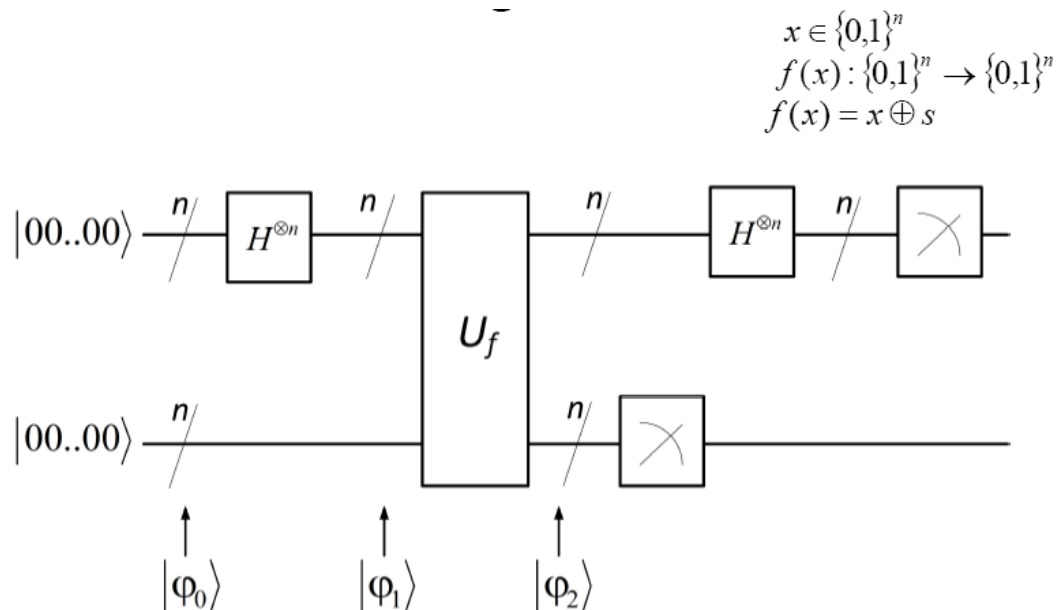 x ∈ {0,1}ⁿ
f(x) : {0,1}ⁿ → {0,1}ⁿ
f(x) = x ⊕ s
|00..00⟩ n H^⊗n n U_f n H^⊗n n
|00..00⟩ n n
|φ₀⟩ |φ₁⟩ |φ₂⟩